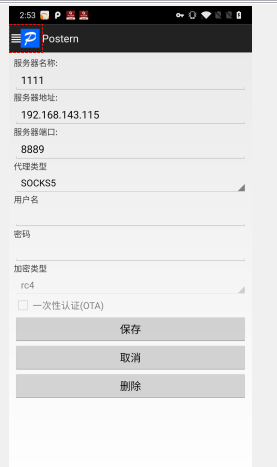 2:53
Postern
服务器名称:
1111
服务器地址:
192.168.143.115
服务器端口:
8889
代理类型
SOCKS5
用户名
密码
加密类型
rc4
一次性认证(OTA)
保存
取消
删除